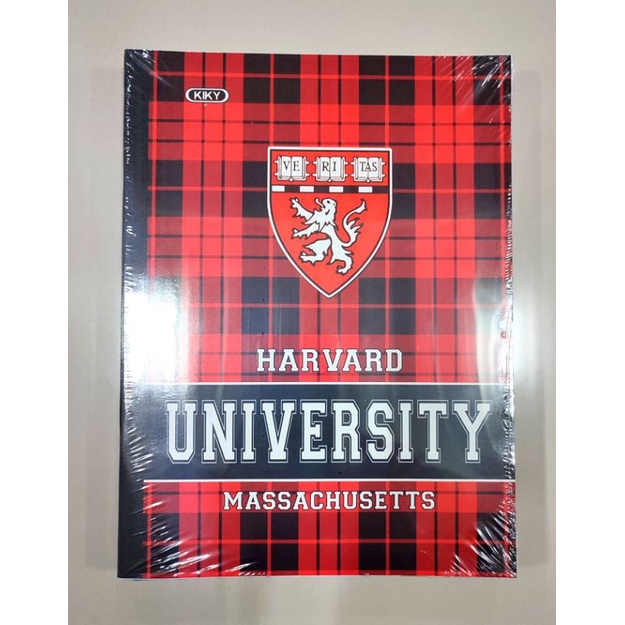 KIKY
VE RI TAS
HARVARD
UNIVERSITY
MASSACHUSETTS